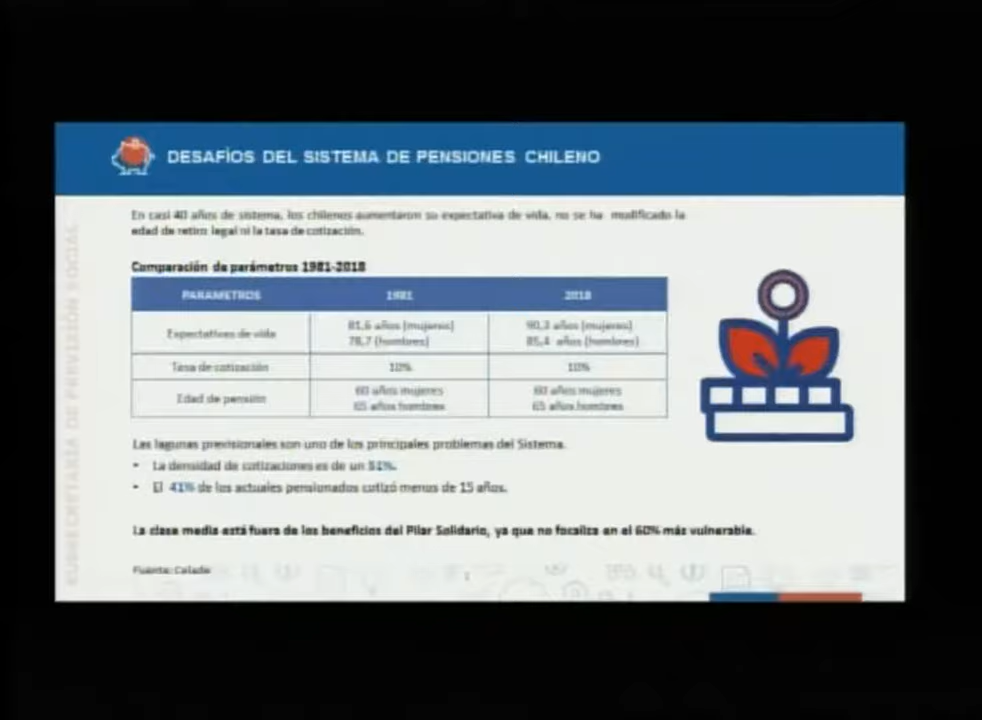 DESAFÌOS DEL SISTEMA DE PENSIONES CHILENO
En casi 40 años de sistema, los chilenos aumentaron su expectativa de vida, no se ha modificado la
edad de retiro legal ni la tasa de cotización.
Comparación de parámetros 1981-2018
PARAMETROS 1981 2018
Expectativas de vida 81,6 años (mujeres) 90,3 años (mujeres)
78,7 (hombres) 85,4 años (hombres)
Tasa de cotización 10% 10%
Edad de pensión 60 años mujeres 60 años mujeres
65 años hombres 65 años hombres
Las lagunas previsionales son uno de los principales problemas del Sistema.
• La densidad de cotizaciones es de un 51%.
• El 41% de los actuales pensionados cotizó menos de 15 años.
La clase media está fuera de los beneficios del Pilar Solidario, ya que no focaliza en el 60% más vulnerable.
Fuente: Celade
SUBSECRETARÍA DE PREVISIÓN SOCIAL